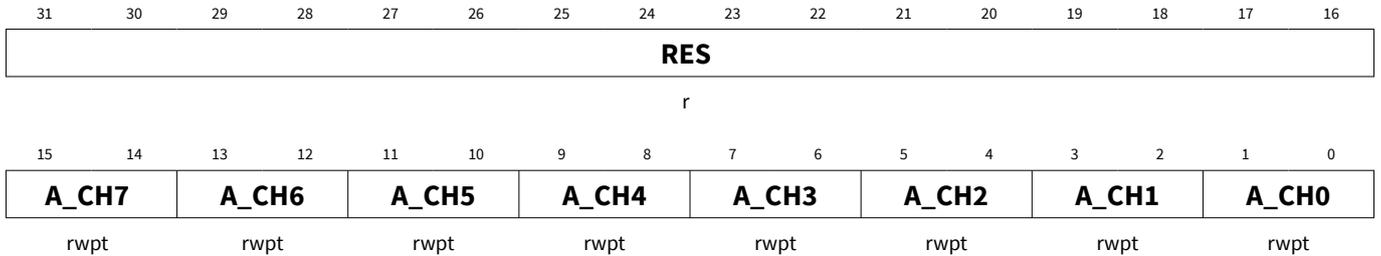 31 30 29 28 27 26 25 24 23 22 21 20 19 18 17 16
RES
r
15 14 13 12 11 10 9 8 7 6 5 4 3 2 1 0
A_CH7 A_CH6 A_CH5 A_CH4 A_CH3 A_CH2 A_CH1 A_CH0
rwpt rwpt rwpt rwpt rwpt rwpt rwpt rwpt